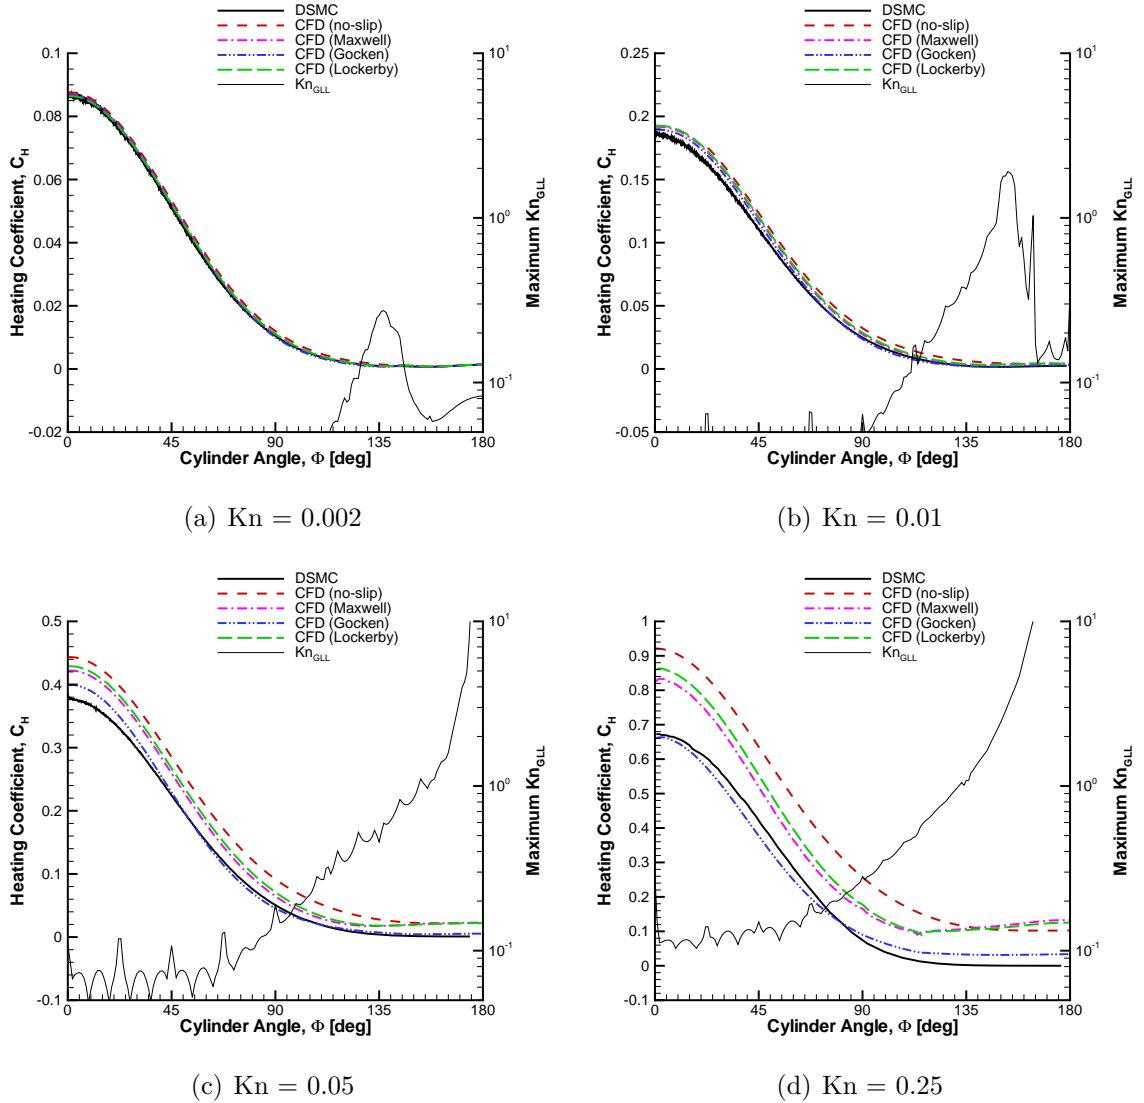 DSMC
CFD (no-slip)
CFD (Maxwell)
CFD (Gocken)
CFD (Lockerby)
Kn_GLL
0.1
0.08
0.06
0.04
0.02
0
-0.02
Heating Coefficient, C_H
10^1
10^0
10^-1
Maximum Kn_GLL
0 45 90 135 180
Cylinder Angle, Φ [deg]
(a) Kn = 0.002
DSMC
CFD (no-slip)
CFD (Maxwell)
CFD (Gocken)
CFD (Lockerby)
Kn_GLL
0.25
0.2
0.15
0.1
0.05
0
-0.05
Heating Coefficient, C_H
10^1
10^0
10^-1
Maximum Kn_GLL
0 45 90 135 180
Cylinder Angle, Φ [deg]
(b) Kn = 0.01
DSMC
CFD (no-slip)
CFD (Maxwell)
CFD (Gocken)
CFD (Lockerby)
Kn_GLL
0.5
0.4
0.3
0.2
0.1
0
-0.1
Heating Coefficient, C_H
10^1
10^0
10^-1
Maximum Kn_GLL
0 45 90 135 180
Cylinder Angle, Φ [deg]
(c) Kn = 0.05
DSMC
CFD (no-slip)
CFD (Maxwell)
CFD (Gocken)
CFD (Lockerby)
Kn_GLL
1
0.9
0.8
0.7
0.6
0.5
0.4
0.3
0.2
0.1
0
-0.1
Heating Coefficient, C_H
10^1
10^0
10^-1
Maximum Kn_GLL
0 45 90 135 180
Cylinder Angle, Φ [deg]
(d) Kn = 0.25